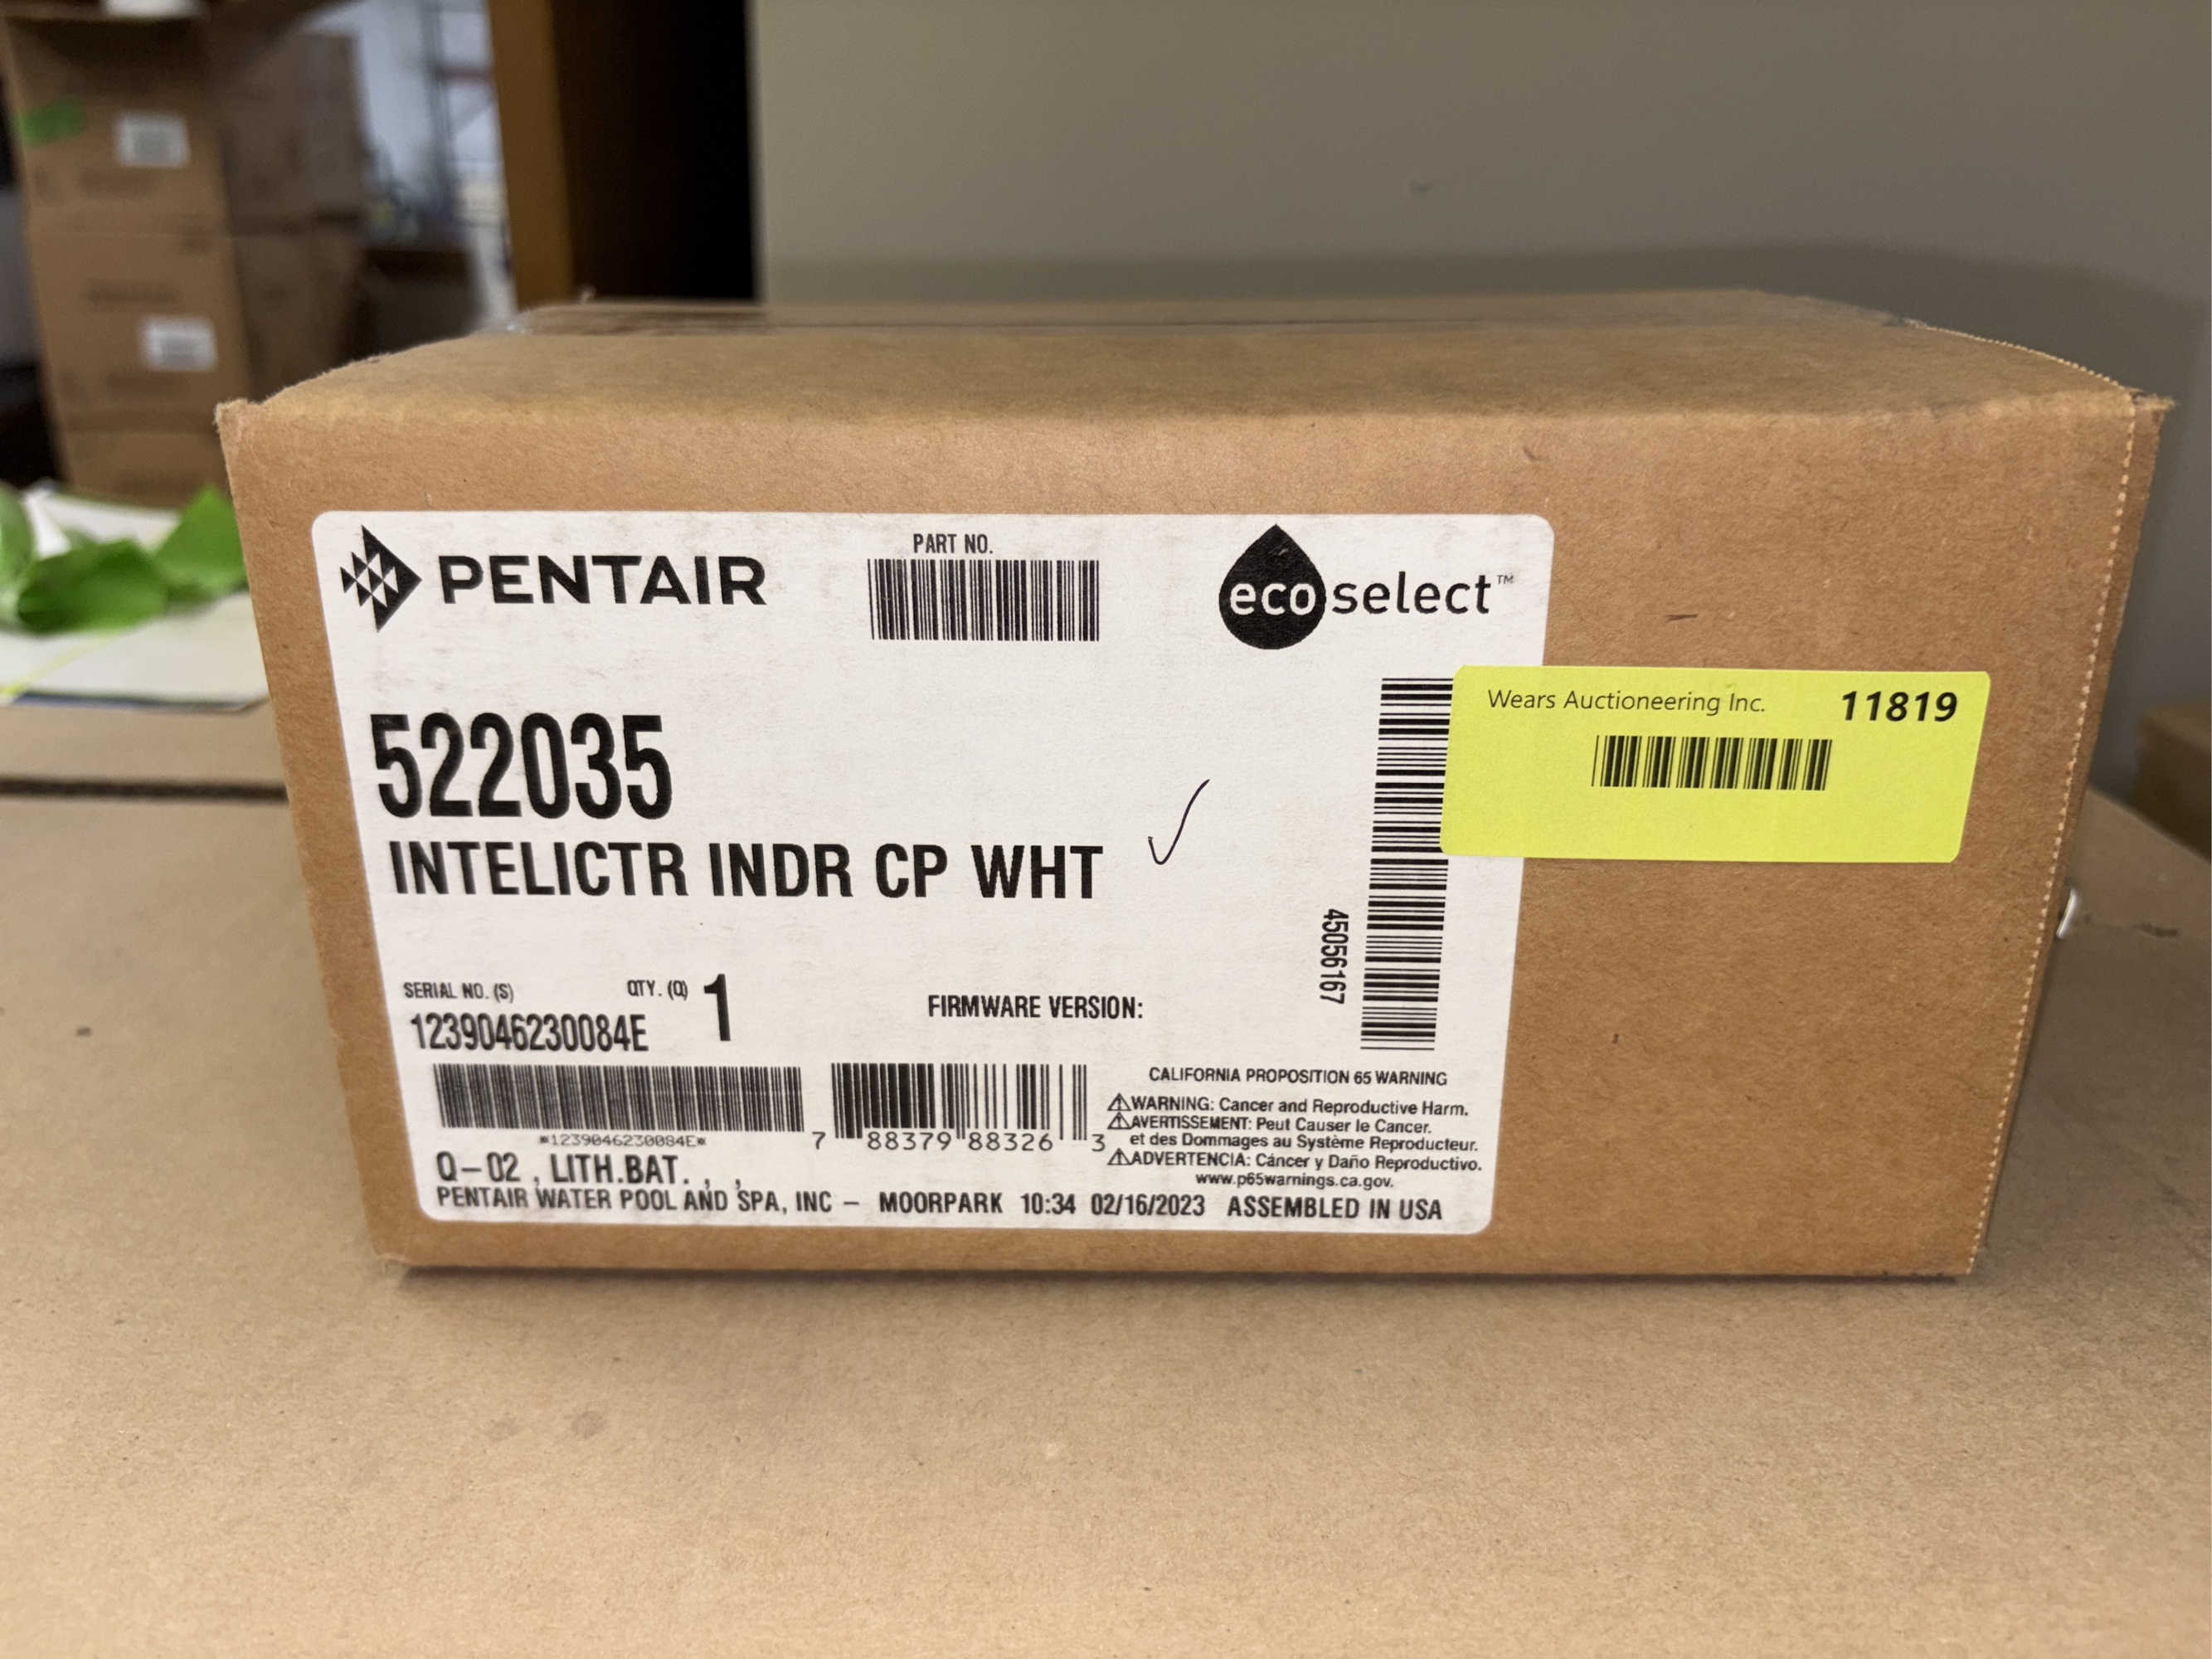 PENTAIR
PART NO.
ecoselect™
522035
INTELICTR INDR CP WHT
Wears Auctioneering Inc. 11819
45056167
SERIAL NO. (S) QTY. (Q) 1
1239046230084E
FIRMWARE VERSION:
*1239046230084E*
7 88379 88326 3
CALIFORNIA PROPOSITION 65 WARNING
⚠WARNING: Cancer and Reproductive Harm.
⚠AVERTISSEMENT: Peut Causer le Cancer.
et des Dommages au Système Reproducteur.
⚠ADVERTENCIA: Cáncer y Daño Reproductivo.
www.p65warnings.ca.gov.
Q-02 , LITH.BAT. , ,
PENTAIR WATER POOL AND SPA, INC - MOORPARK 10:34 02/16/2023 ASSEMBLED IN USA